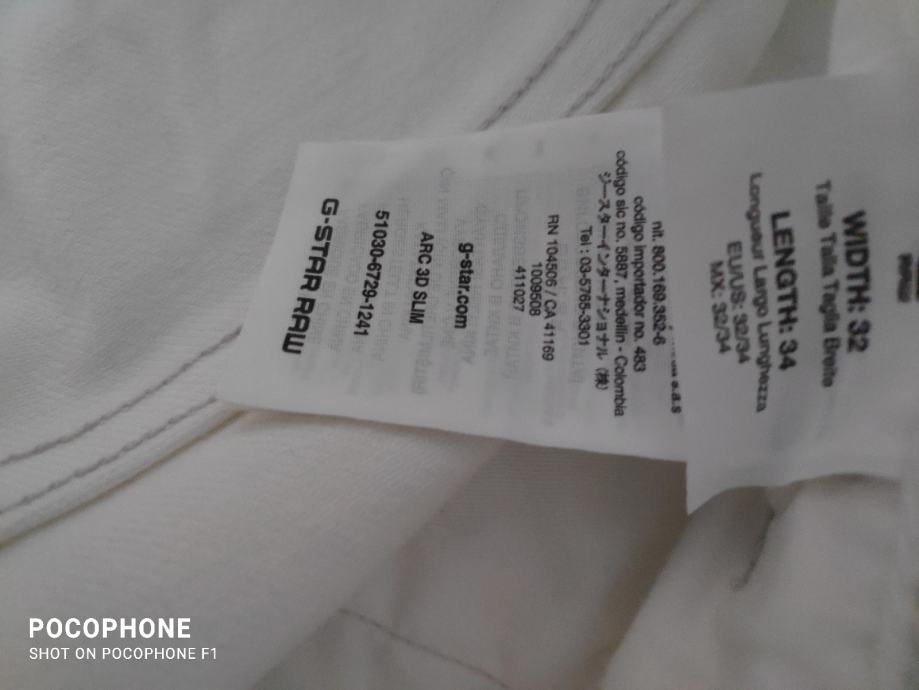 WIDTH: 32
Taille Talla Taglia Breite
LENGTH: 34
Longueur Largo Lunghezza
EU/US: 32/34
MX: 32/34
s.a.s
nit. 800.169.352-6
código importador no. 483
código sic no. 5887, medellin - Colombia
ジースターインターナショナル (株)
Tel : 03-5765-3301
RN 104506 / CA 41169
1009508
411027
g-star.com
ARC 3D SLIM
51030-6729-1241
G-STAR RAW
POCOPHONE
SHOT ON POCOPHONE F1